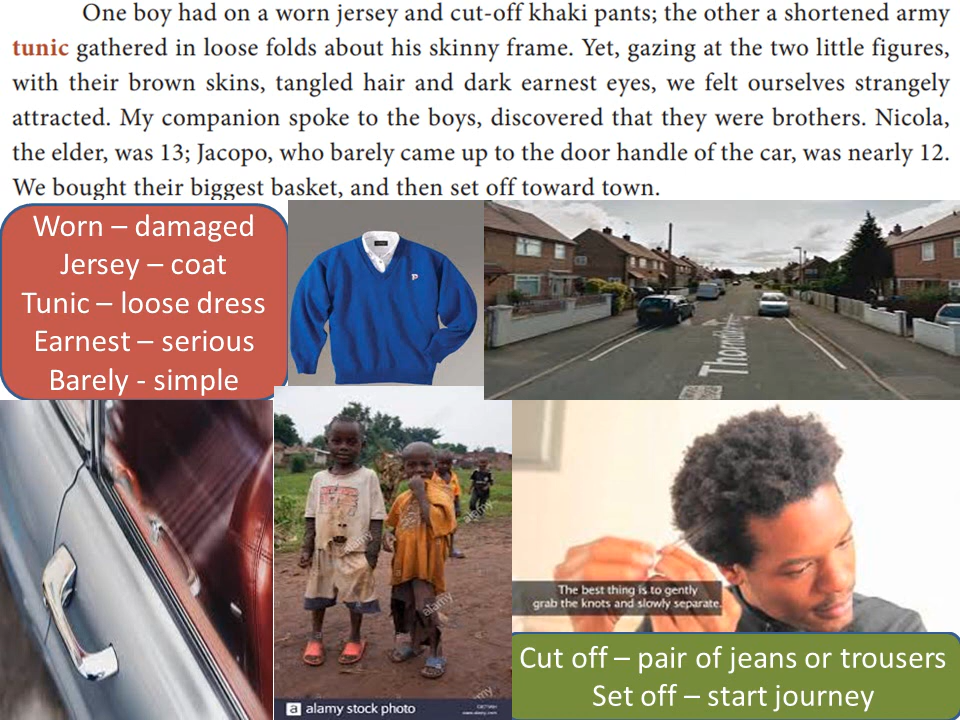 One boy had on a worn jersey and cut-off khaki pants; the other a shortened army
tunic gathered in loose folds about his skinny frame. Yet, gazing at the two little figures,
with their brown skins, tangled hair and dark earnest eyes, we felt ourselves strangely
attracted. My companion spoke to the boys, discovered that they were brothers. Nicola,
the elder, was 13; Jacopo, who barely came up to the door handle of the car, was nearly 12.
We bought their biggest basket, and then set off toward town.
Worn – damaged
Jersey – coat
Tunic – loose dress
Earnest – serious
Barely - simple
alamy
alamy
alamy
a alamy stock photo
www.alamy.com
The best thing is to gently
grab the knots and slowly separate.
Cut off – pair of jeans or trousers
Set off – start journey